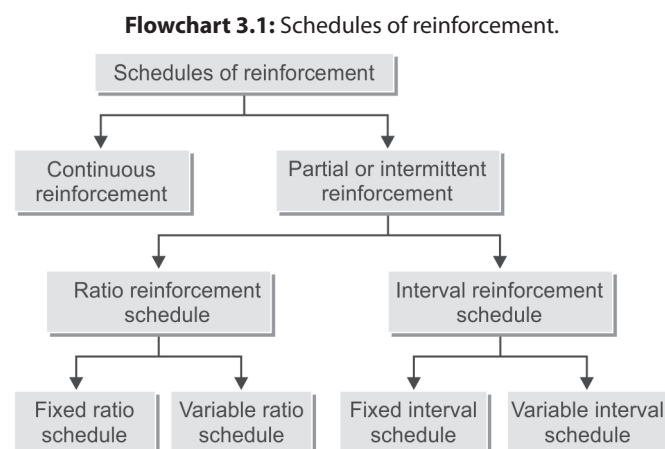 Flowchart 3.1: Schedules of reinforcement.
Schedules of reinforcement
Continuous
reinforcement
Partial or intermittent
reinforcement
Ratio reinforcement
schedule
Interval reinforcement
schedule
Fixed ratio
schedule
Variable ratio
schedule
Fixed interval
schedule
Variable interval
schedule